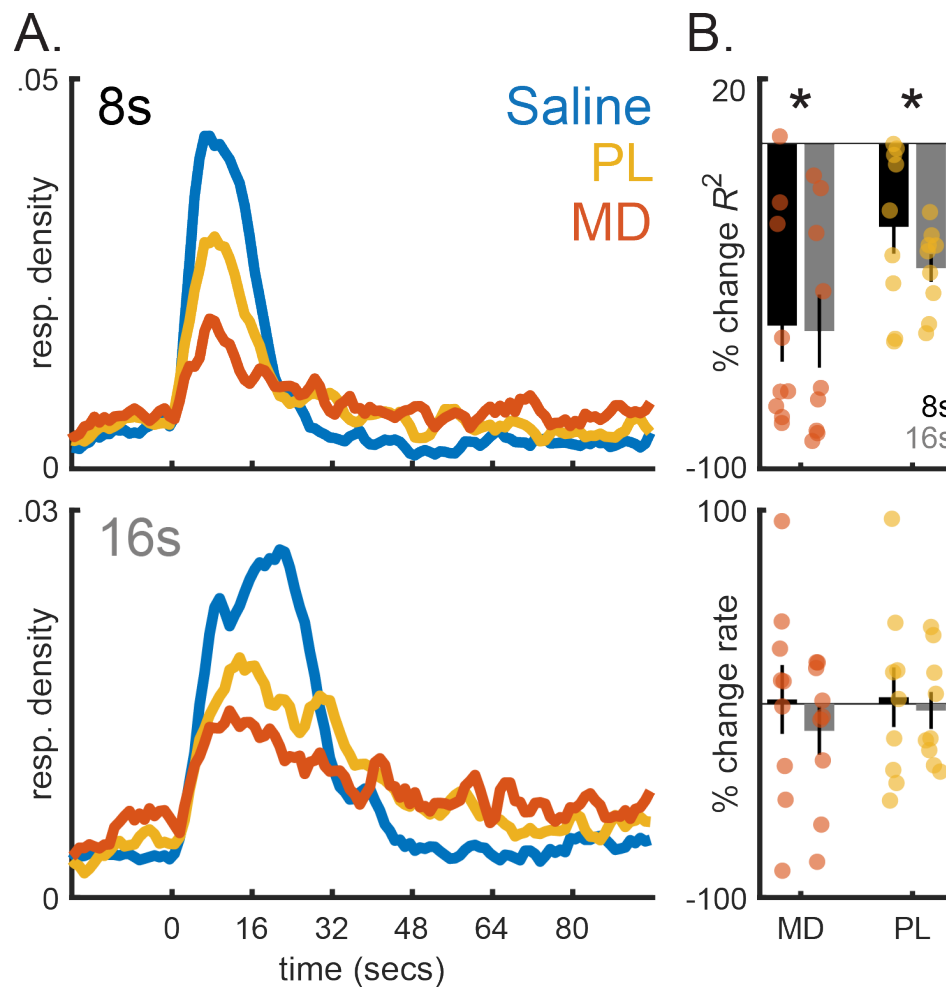 A.
.05
8s
Saline
PL
MD
resp. density
0
.03
16s
resp. density
0
0 16 32 48 64 80
time (secs)
B.
20
* *
% change R²
8s
16s
-100
100
% change rate
-100
MD PL